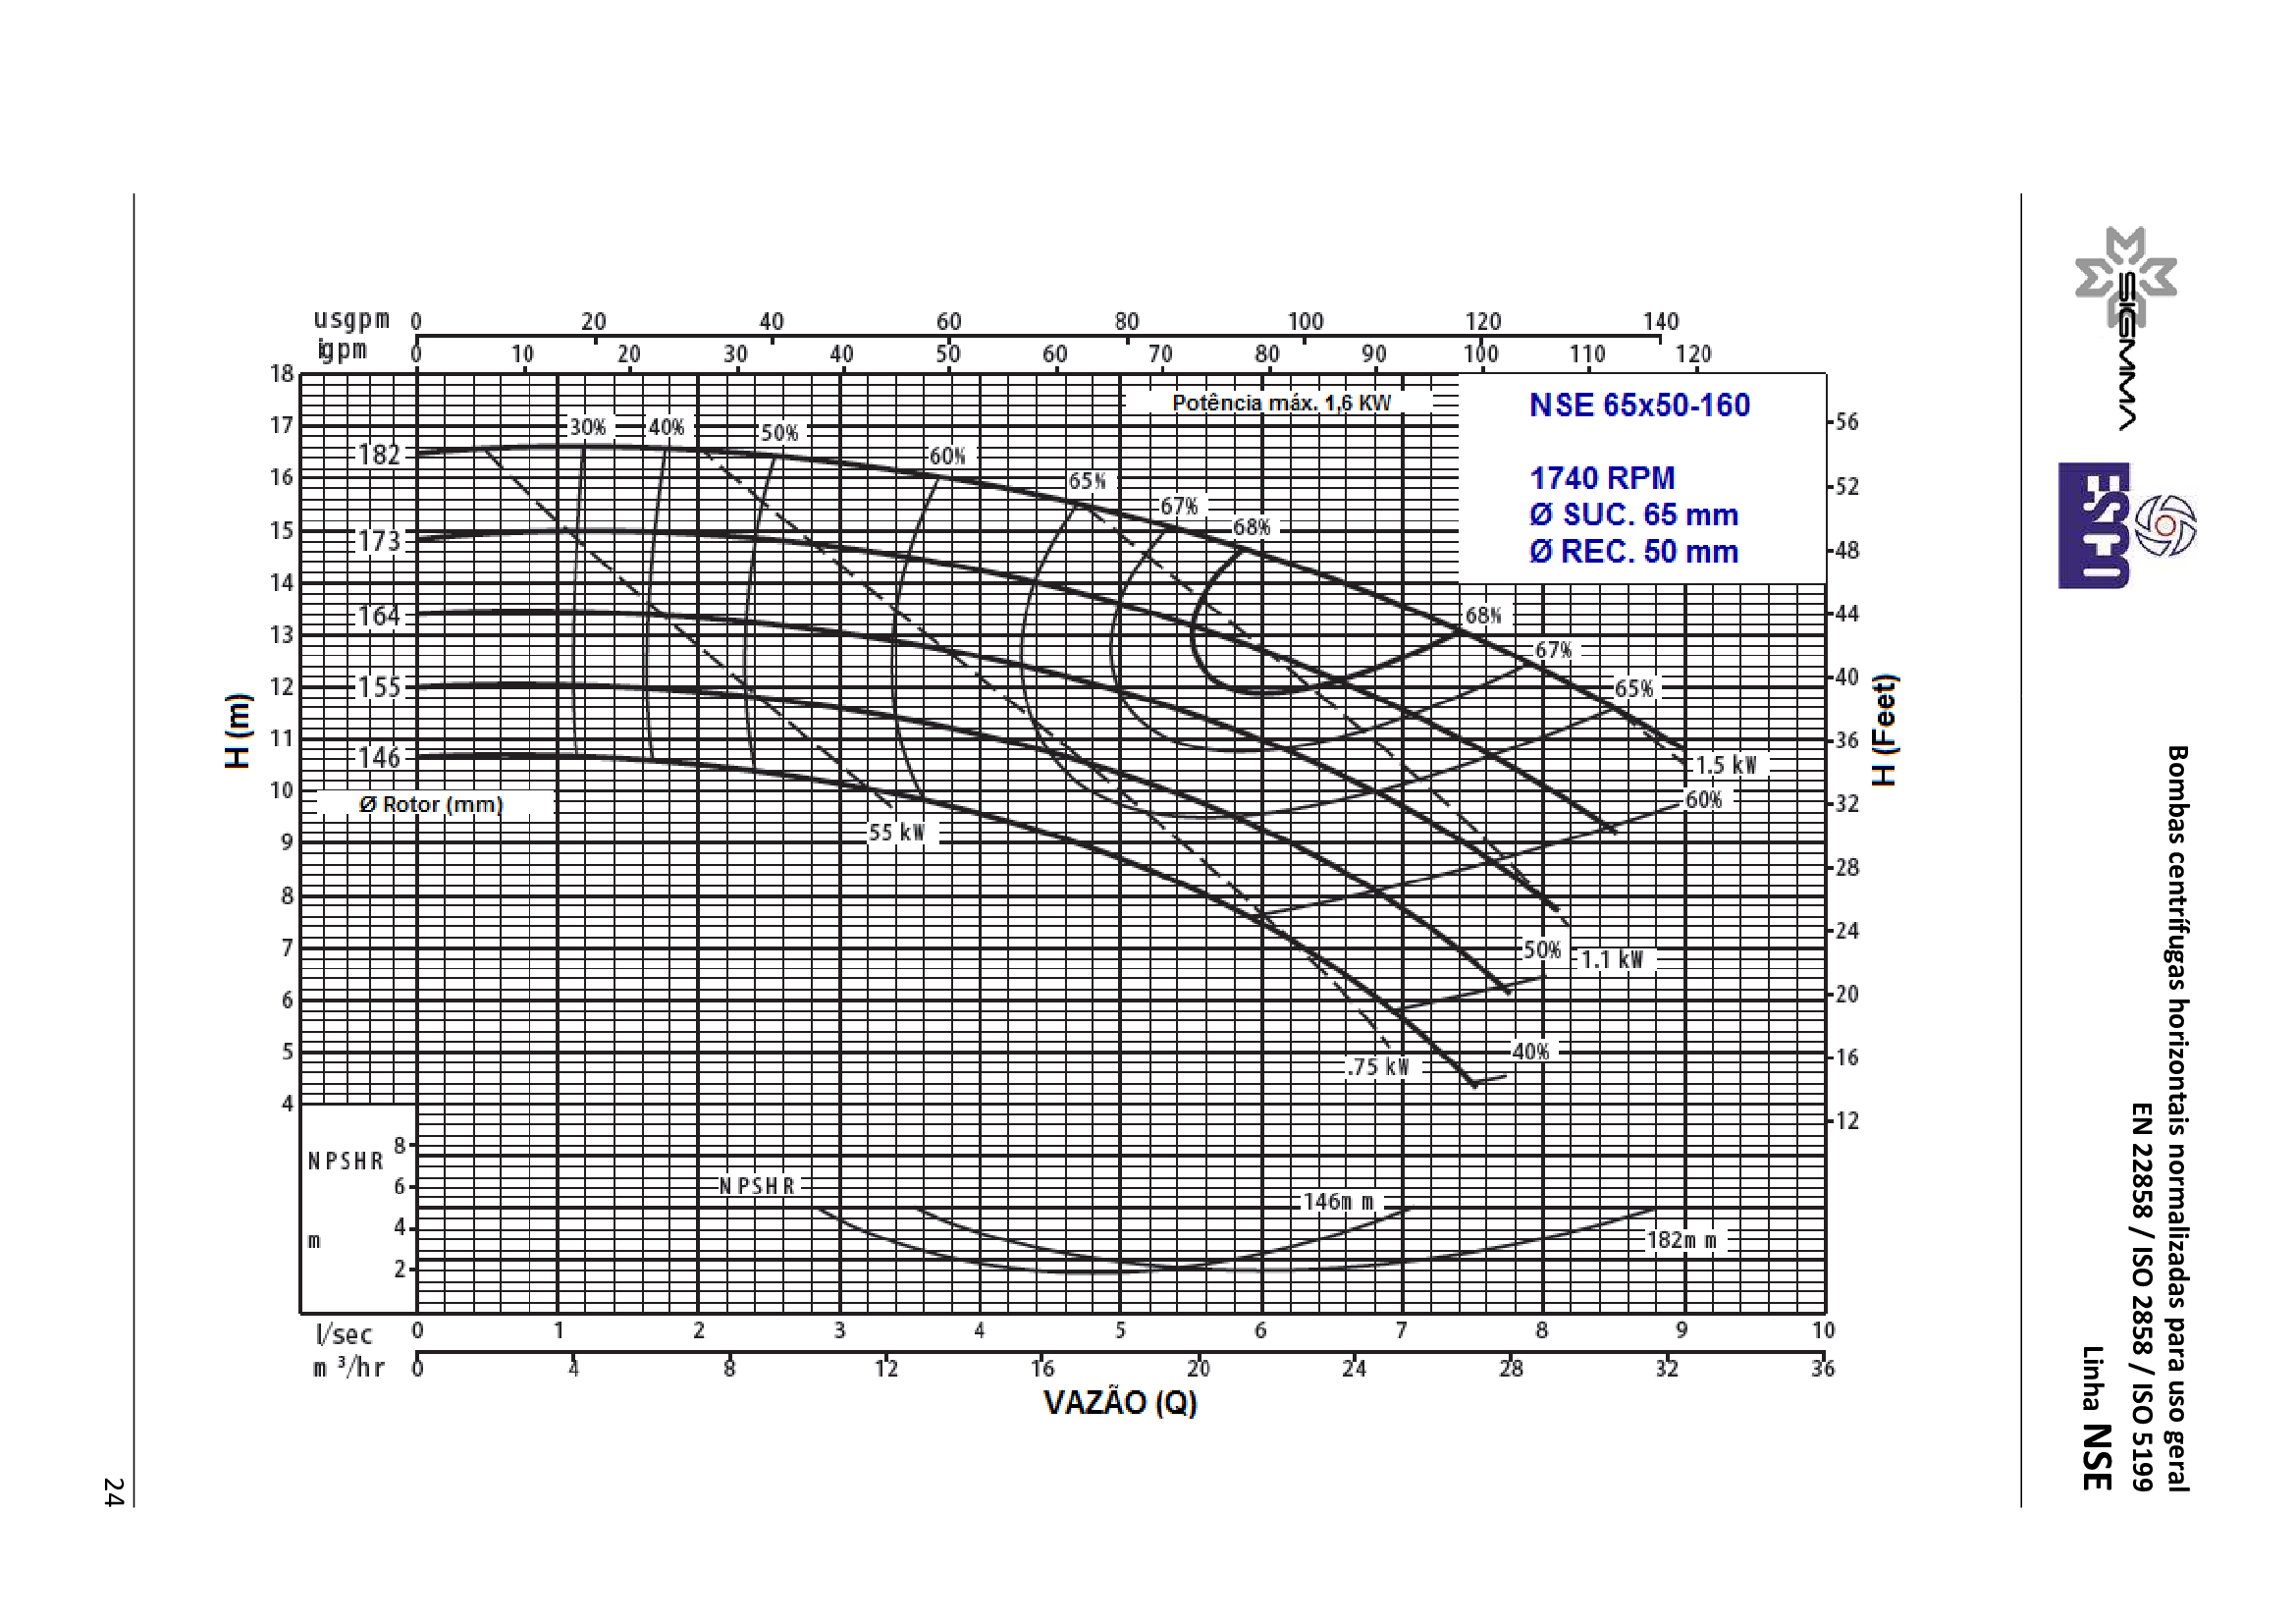 usgpm 0 20 40 60 80 100 120 140
igpm 0 10 20 30 40 50 60 70 80 90 100 110 120
18
17
16
15
14
13
12
11
10
9
8
7
6
5
4
H (m)
182
173
164
155
146
Ø Rotor (mm)
30% 40% 50% 60% 65% 67% 68%
Potência máx. 1,6 KW
NSE 65x50-160
1740 RPM
Ø SUC. 65 mm
Ø REC. 50 mm
68%
67%
65%
1.5 kW
60%
55 kW
50%
1.1 kW
40%
.75 kW
56
52
48
44
40
36
32
28
24
20
16
12
H (Feet)
NPSHR
m
8
6
4
2
NPSHR
146m m
182m m
l/sec 0 1 2 3 4 5 6 7 8 9 10
m³/hr 0 4 8 12 16 20 24 28 32 36
VAZÃO (Q)
SIGMMA
ESCO
Bombas centrífugas horizontais normalizadas para uso geral
EN 22858 / ISO 2858 / ISO 5199
Linha NSE
24